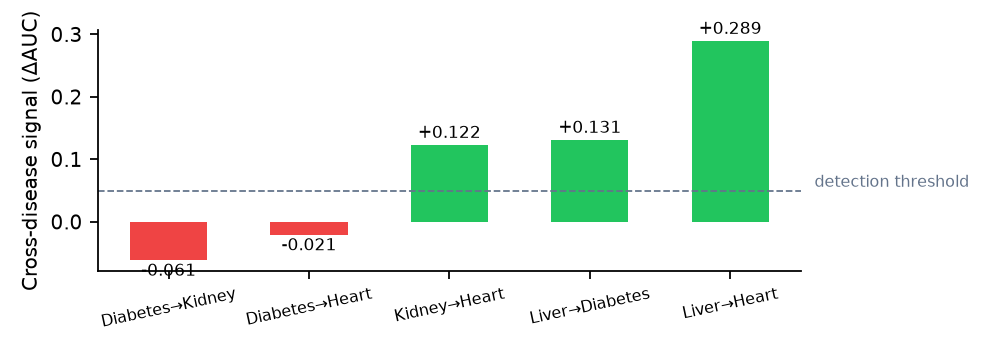 Cross-disease signal (ΔAUC)
0.3
0.2
0.1
0.0
-0.061
-0.021
+0.122
+0.131
+0.289
detection threshold
Diabetes→Kidney
Diabetes→Heart
Kidney→Heart
Liver→Diabetes
Liver→Heart